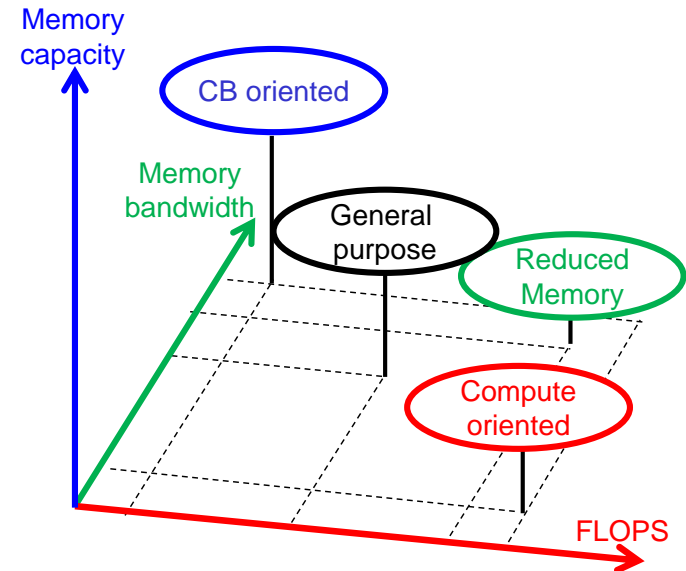 Memory
capacity
CB oriented
Memory
bandwidth
General
purpose
Reduced
Memory
Compute
oriented
FLOPS